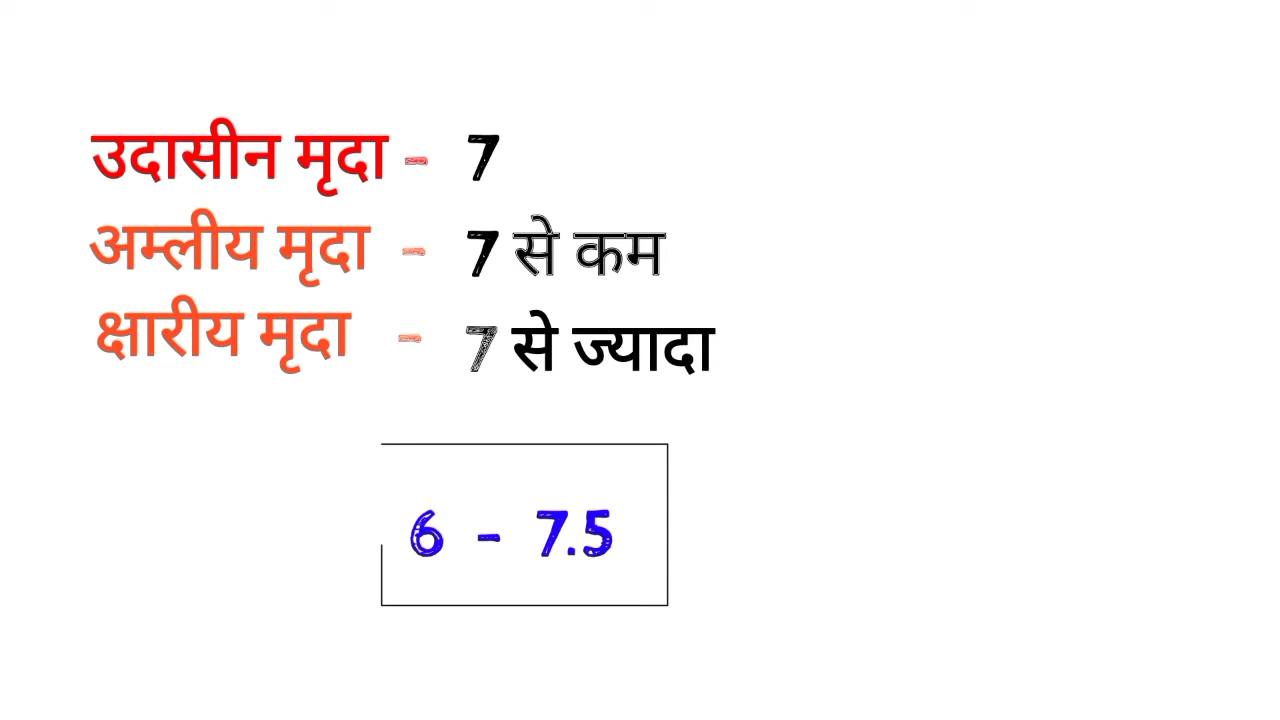 उदासीन मृदा - 7
अम्लीय मृदा - 7 से कम
क्षारीय मृदा - 7 से ज्यादा
6 - 7.5